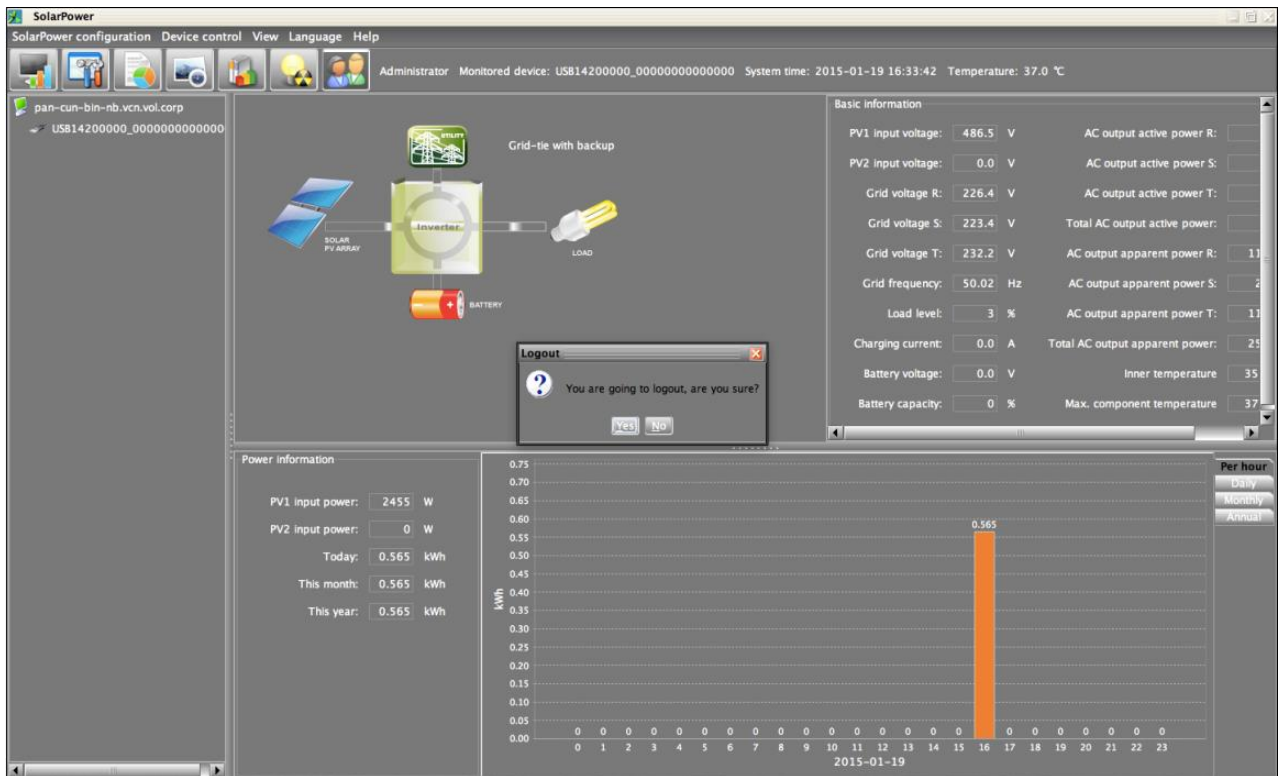 SolarPower
SolarPower configuration Device control View Language Help
Administrator Monitored device: USB14200000_00000000000000 System time: 2015-01-19 16:33:42 Temperature: 37.0 ℃
pan-cun-bin-nb.vcn.vol.corp
USB14200000_0000000000000
UTILITY
Grid-tie with backup
Inverter
SOLAR
PV ARRAY
LOAD
BATTERY
Basic information
PV1 input voltage: 486.5 V AC output active power R:
PV2 input voltage: 0.0 V AC output active power S:
Grid voltage R: 226.4 V AC output active power T:
Grid voltage S: 223.4 V Total AC output active power:
Grid voltage T: 232.2 V AC output apparent power R: 11
Grid frequency: 50.02 Hz AC output apparent power S: 2
Load level: 3 % AC output apparent power T: 11
Charging current: 0.0 A Total AC output apparent power: 25
Battery voltage: 0.0 V Inner temperature 35
Battery capacity: 0 % Max. component temperature 37
Logout
You are going to logout, are you sure?
Yes No
Power information
PV1 input power: 2455 W
PV2 input power: 0 W
Today: 0.565 kWh
This month: 0.565 kWh
This year: 0.565 kWh
Per hour
Daily
Monthly
Annual
kWh
0.75
0.70
0.65
0.60
0.55
0.50
0.45
0.40
0.35
0.30
0.25
0.20
0.15
0.10
0.05
0.00
0.565
0 0 0 0 0 0 0 0 0 0 0 0 0 0 0 0 0 0 0 0 0 0 0
0 1 2 3 4 5 6 7 8 9 10 11 12 13 14 15 16 17 18 19 20 21 22 23
2015-01-19